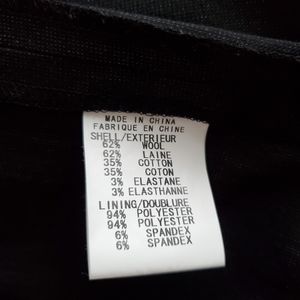 MADE IN CHINA
FABRIQUE EN CHINE
SHELL/EXTERIEUR
62% WOOL
62% LAINE
35% COTTON
35% COTON
3% ELASTANE
3% ELASTHANNE
LINING/DOUBLURE
94% POLYESTER
94% POLYESTER
6% SPANDEX
6% SPANDEX